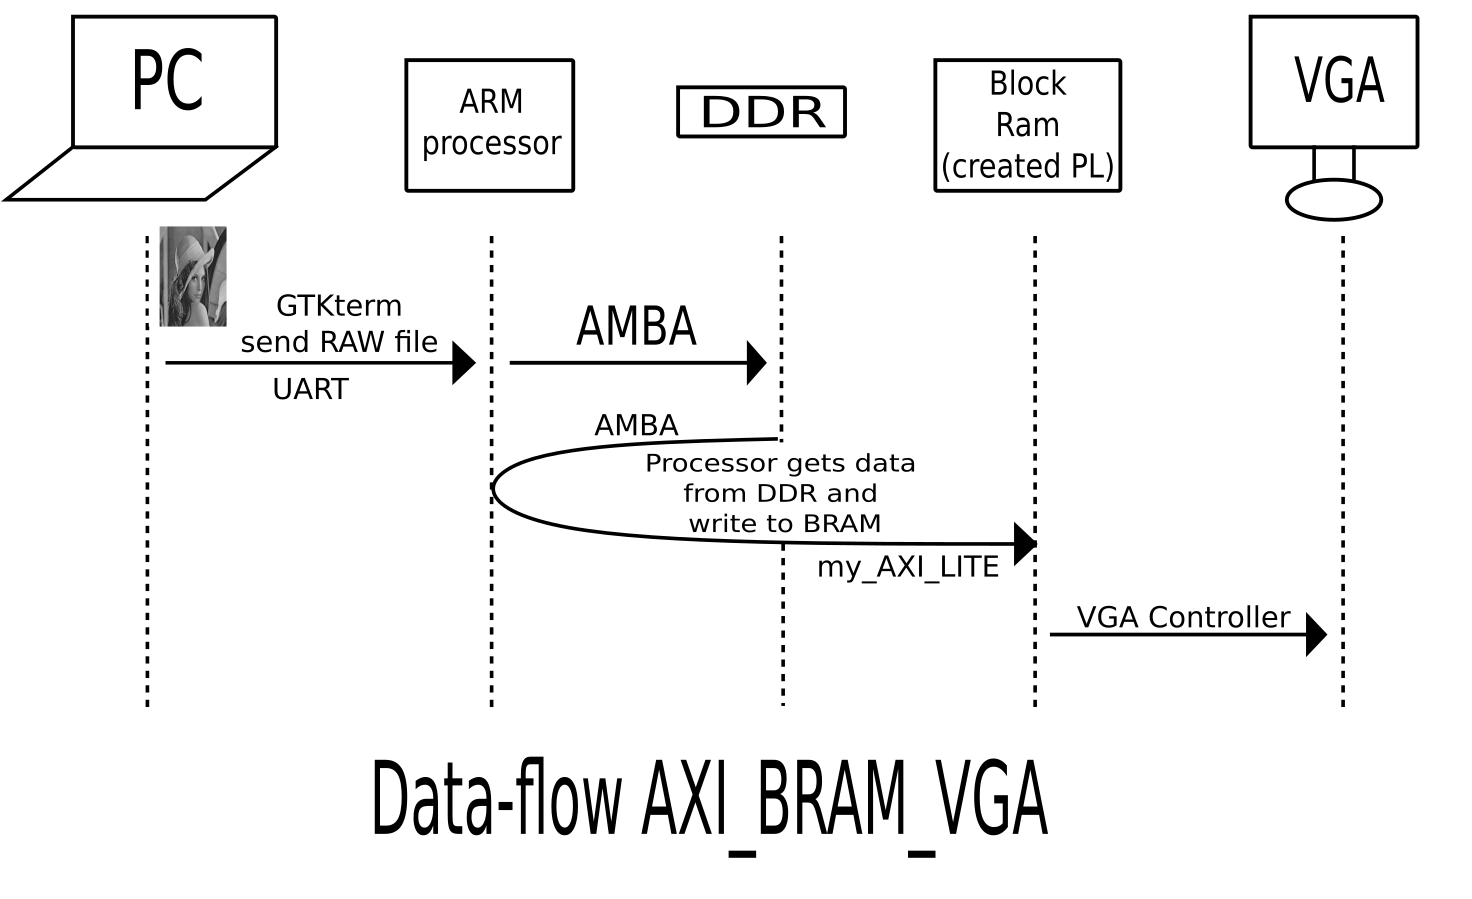 PC
ARM
processor
DDR
Block
Ram
(created PL)
VGA
GTKterm
send RAW file
UART
AMBA
AMBA
Processor gets data
from DDR and
write to BRAM
my_AXI_LITE
VGA Controller
Data-flow AXI_BRAM_VGA